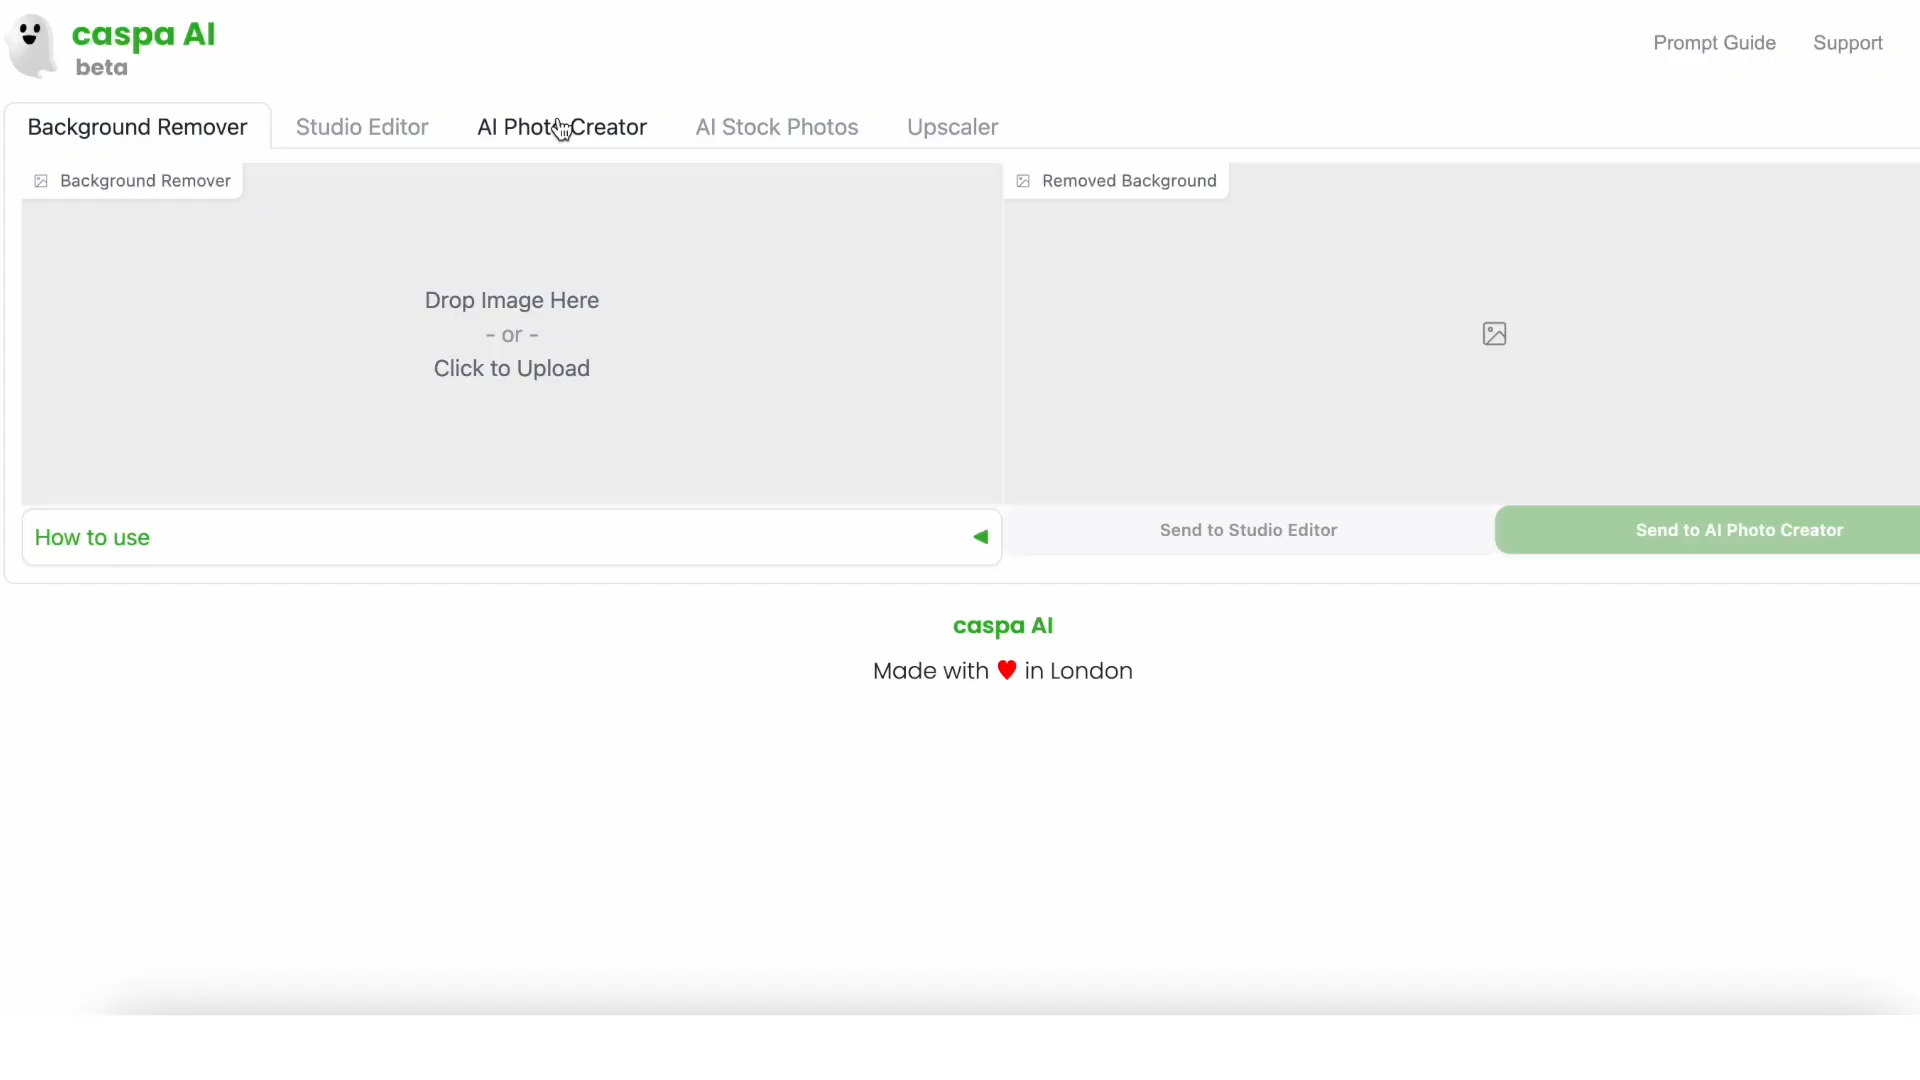 caspa AI
beta
Prompt Guide
Support
Background Remover
Studio Editor
AI Photo Creator
AI Stock Photos
Upscaler
Background Remover
Removed Background
Drop Image Here
- or -
Click to Upload
How to use
Send to Studio Editor
Send to AI Photo Creator
caspa AI
Made with ♥ in London